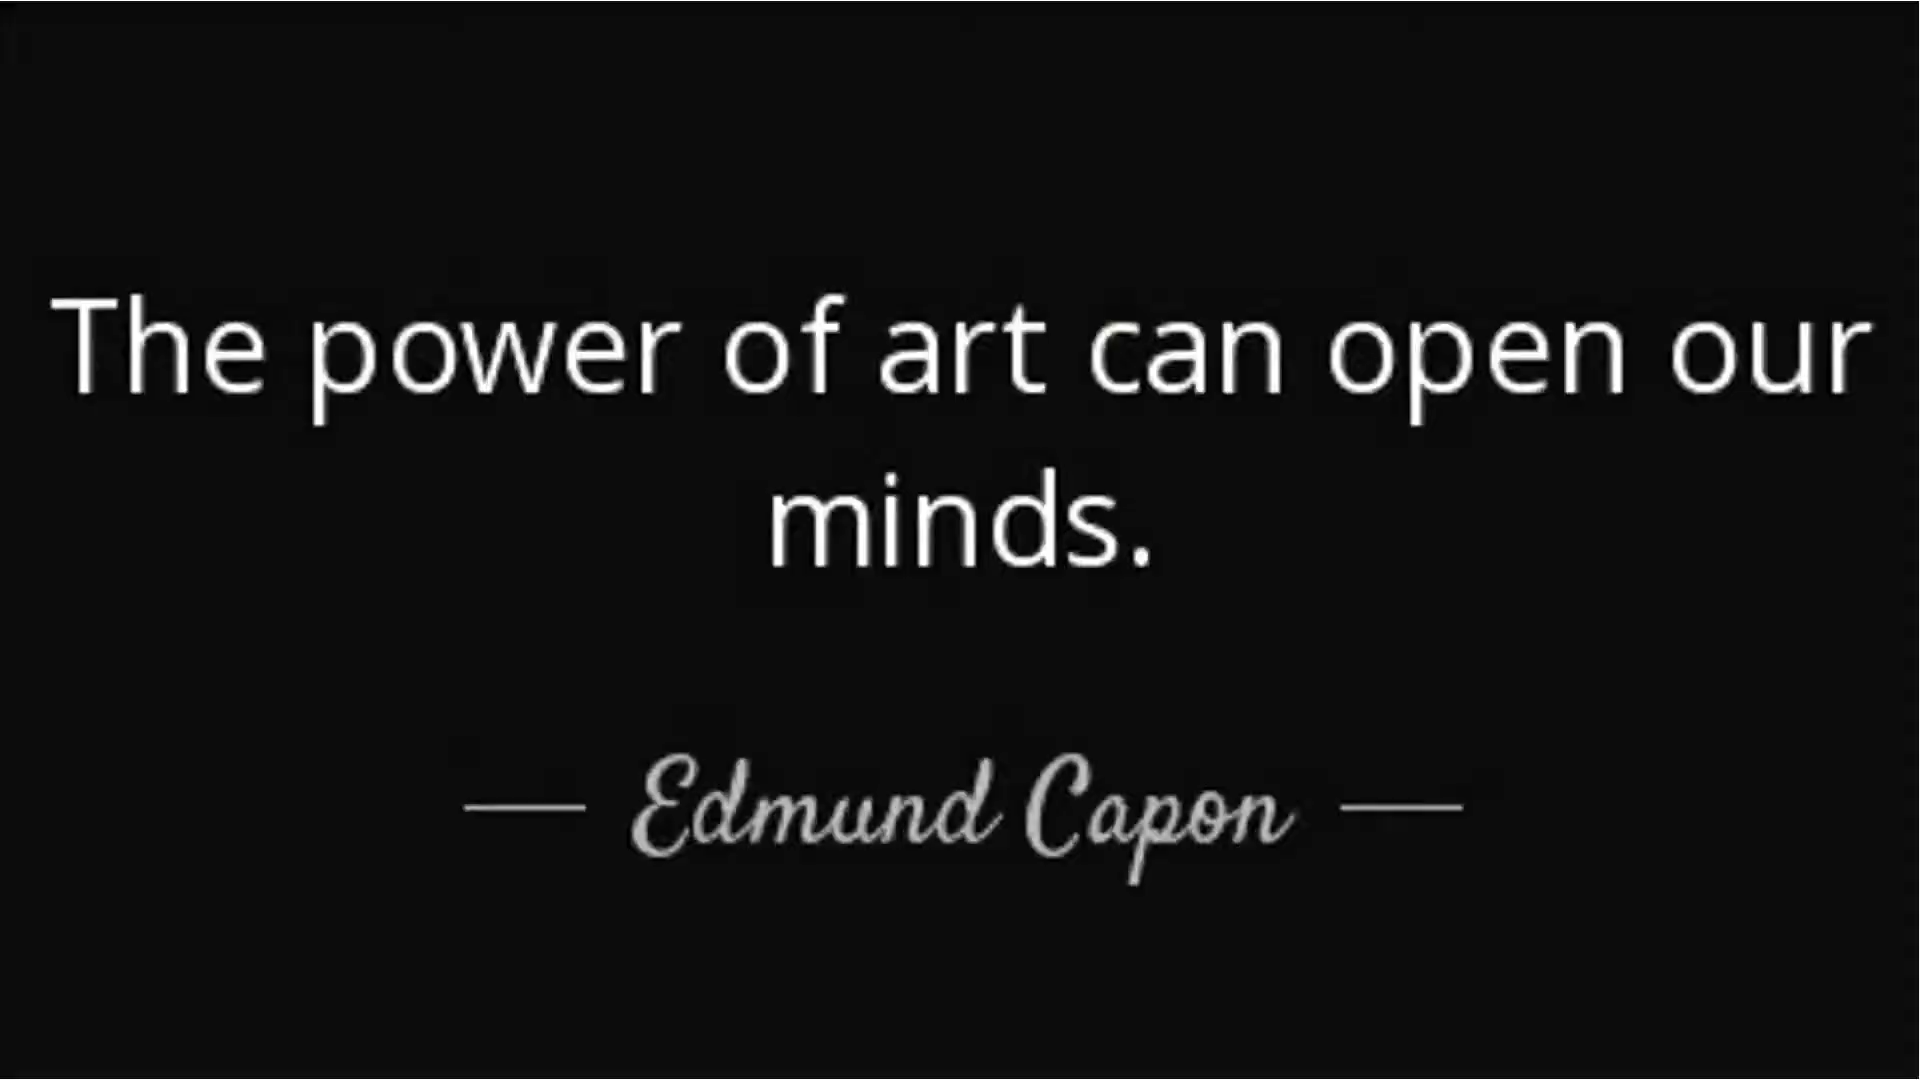 The power of art can open our
minds.
— Edmund Capon —